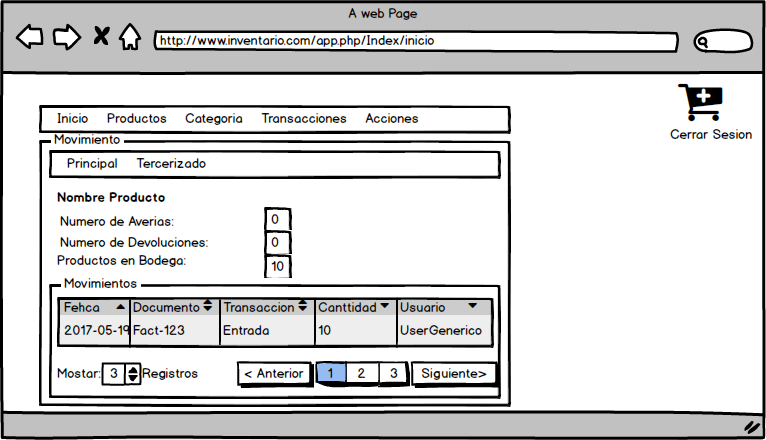 A web Page
http://www.inventario.com/app.php/Index/inicio
Cerrar Sesion
Inicio Productos Categoria Transacciones Acciones
Movimiento
Principal Tercerizado
Nombre Producto
Numero de Averias: 0
Numero de Devoluciones: 0
Productos en Bodega: 10
Movimientos
Fehca Documento Transaccion Canttidad Usuario
2017-05-19 Fact-123 Entrada 10 UserGenerico
Mostar: 3 Registros < Anterior 1 2 3 Siguiente>